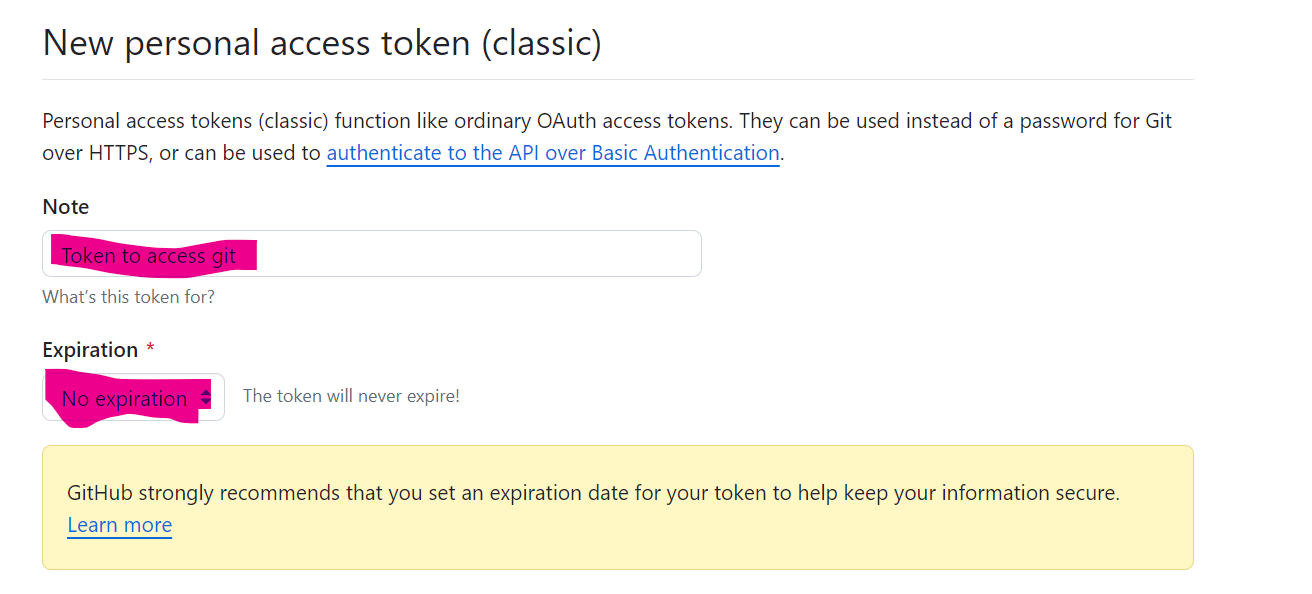 New personal access token (classic)
Personal access tokens (classic) function like ordinary OAuth access tokens. They can be used instead of a password for Git
over HTTPS, or can be used to authenticate to the API over Basic Authentication.
Note
Token to access git
What's this token for?
Expiration *
No expiration
The token will never expire!
GitHub strongly recommends that you set an expiration date for your token to help keep your information secure.
Learn more